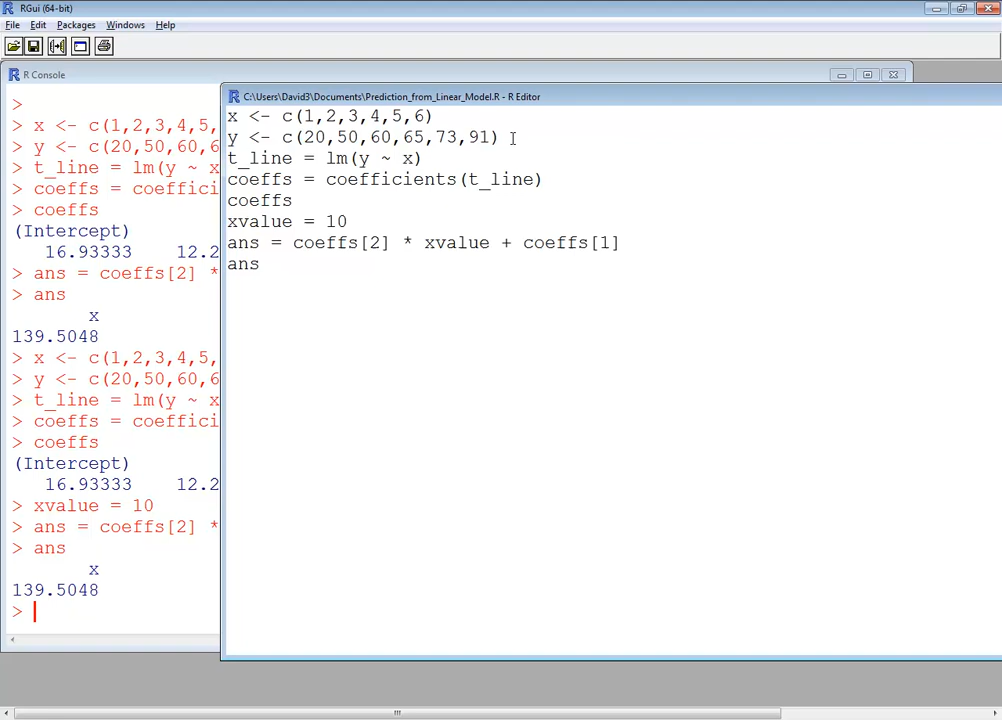 RGui (64-bit)
File Edit Packages Windows Help
R Console
>
> x <- c(1,2,3,4,5,
> y <- c(20,50,60,6
> t_line = lm(y ~ x
> coeffs = coeffici
> coeffs
(Intercept)
16.93333 12.2
> ans = coeffs[2] *
> ans
x
139.5048
> x <- c(1,2,3,4,5,
> y <- c(20,50,60,6
> t_line = lm(y ~ x
> coeffs = coeffici
> coeffs
(Intercept)
16.93333 12.2
> xvalue = 10
> ans = coeffs[2] *
> ans
x
139.5048
>
C:\Users\David3\Documents\Prediction_from_Linear_Model.R - R Editor
x <- c(1,2,3,4,5,6)
y <- c(20,50,60,65,73,91)
t_line = lm(y ~ x)
coeffs = coefficients(t_line)
coeffs
xvalue = 10
ans = coeffs[2] * xvalue + coeffs[1]
ans